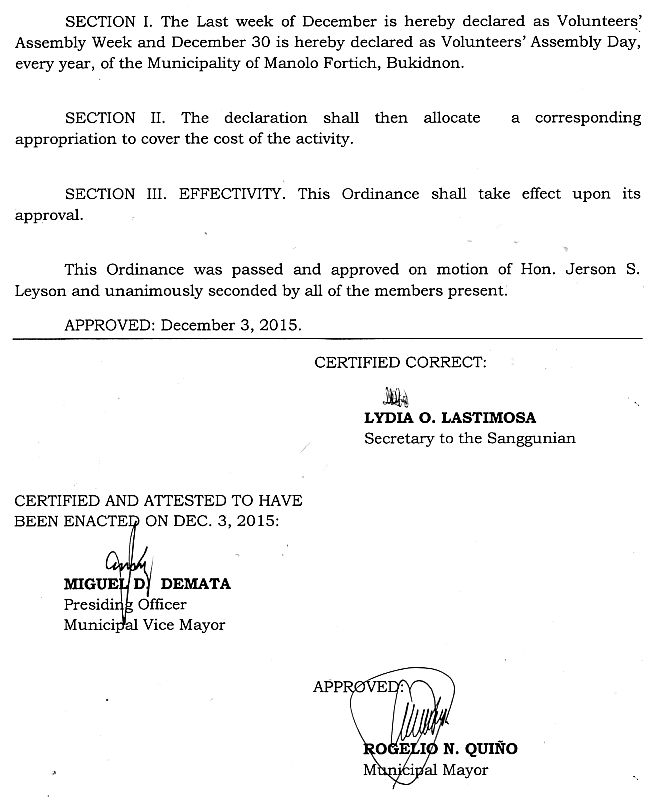 SECTION I. The Last week of December is hereby declared as Volunteers'
Assembly Week and December 30 is hereby declared as Volunteers' Assembly Day,
every year, of the Municipality of Manolo Fortich, Bukidnon.
SECTION II. The declaration shall then allocate a corresponding
appropriation to cover the cost of the activity.
SECTION III. EFFECTIVITY. This Ordinance shall take effect upon its
approval.
This Ordinance was passed and approved on motion of Hon. Jerson S.
Leyson and unanimously seconded by all of the members present.
APPROVED: December 3, 2015.
CERTIFIED CORRECT:
LYDIA O. LASTIMOSA
Secretary to the Sanggunian
CERTIFIED AND ATTESTED TO HAVE
BEEN ENACTED ON DEC. 3, 2015:
MIGUEL D. DEMATA
Presiding Officer
Municipal Vice Mayor
APPROVED:
ROGELIO N. QUIÑO
Municipal Mayor